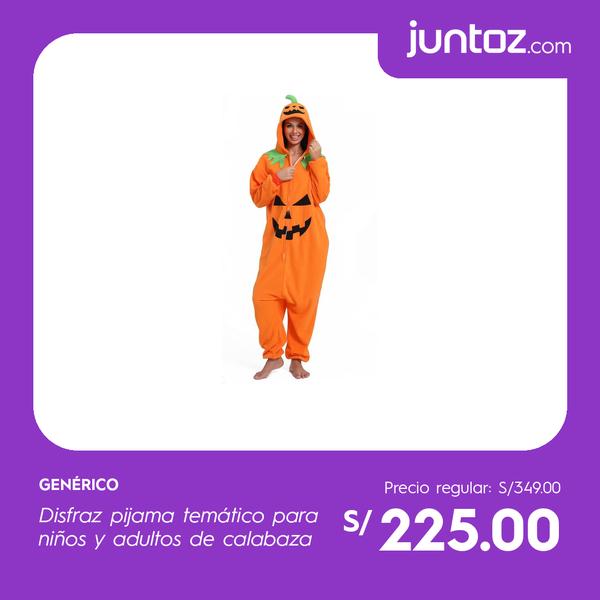 juntoz.com
GENÉRICO
Disfraz pijama temático para
niños y adultos de calabaza
Precio regular: S/349.00
S/ 225.00